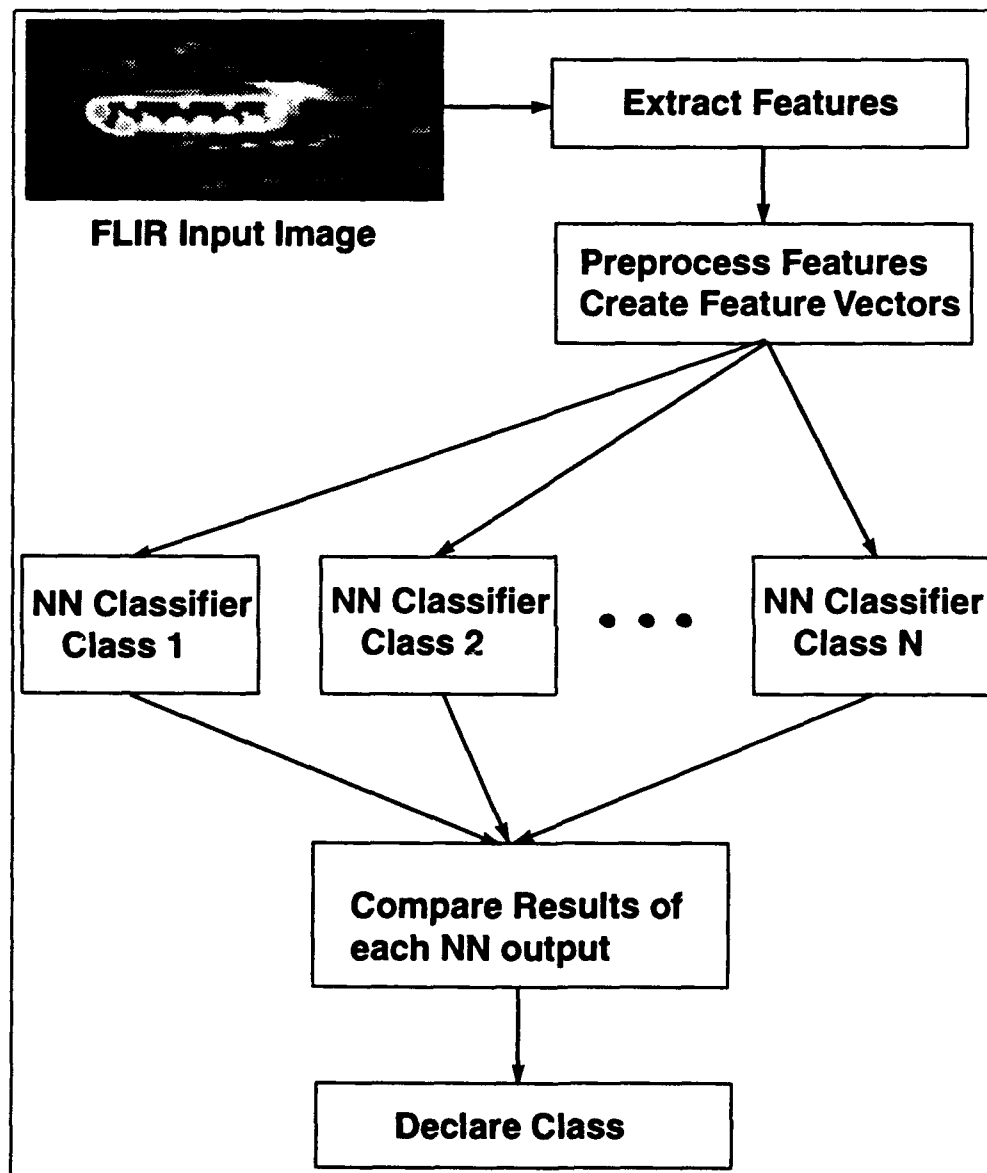 Extract Features
FLIR Input Image
Preprocess Features
Create Feature Vectors
NN Classifier
Class 1
NN Classifier
Class 2
• • •
NN Classifier
Class N
Compare Results of
each NN output
Declare Class